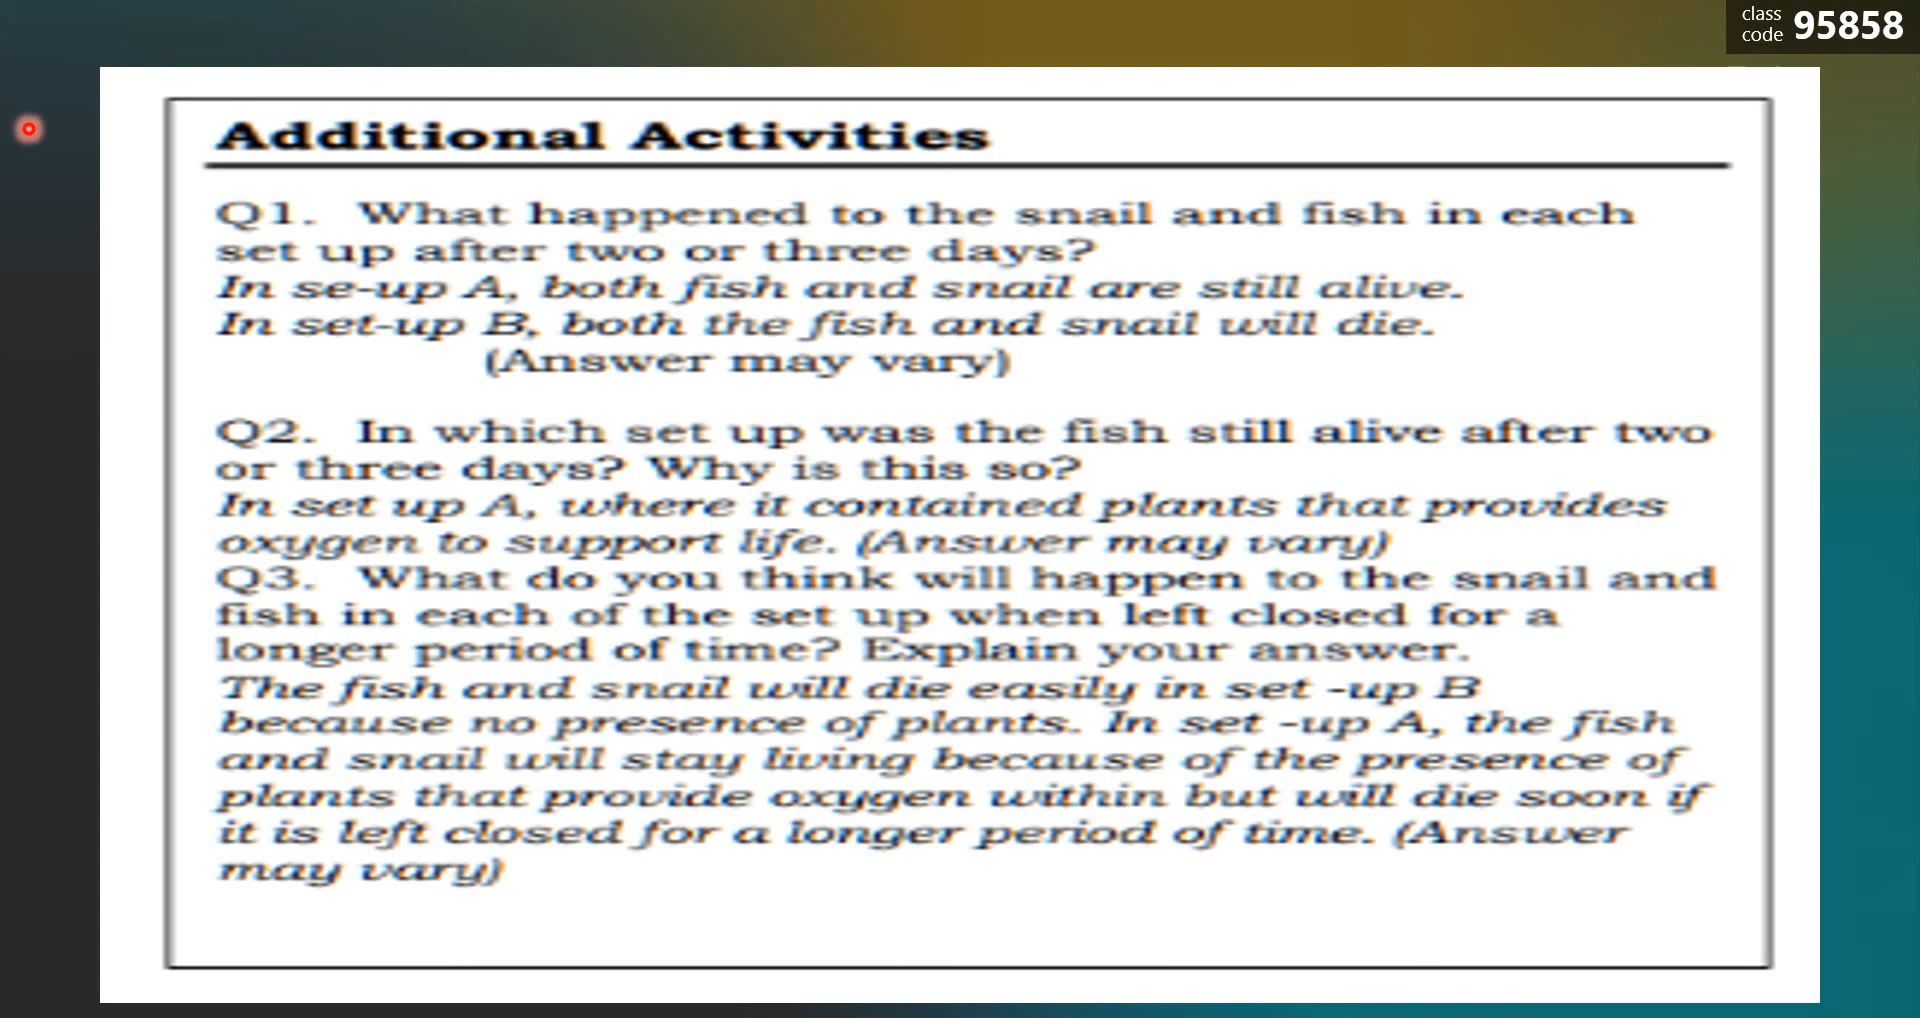 class
code 95858
Additional Activities
Q1. What happened to the snail and fish in each
set up after two or three days?
In se-up A, both fish and snail are still alive.
In set-up B, both the fish and snail will die.
(Answer may vary)
Q2. In which set up was the fish still alive after two
or three days? Why is this so?
In set up A, where it contained plants that provides
oxygen to support life. (Answer may vary)
Q3. What do you think will happen to the snail and
fish in each of the set up when left closed for a
longer period of time? Explain your answer.
The fish and snail will die easily in set -up B
because no presence of plants. In set -up A, the fish
and snail will stay living because of the presence of
plants that provide oxygen within but will die soon if
it is left closed for a longer period of time. (Answer
may vary)